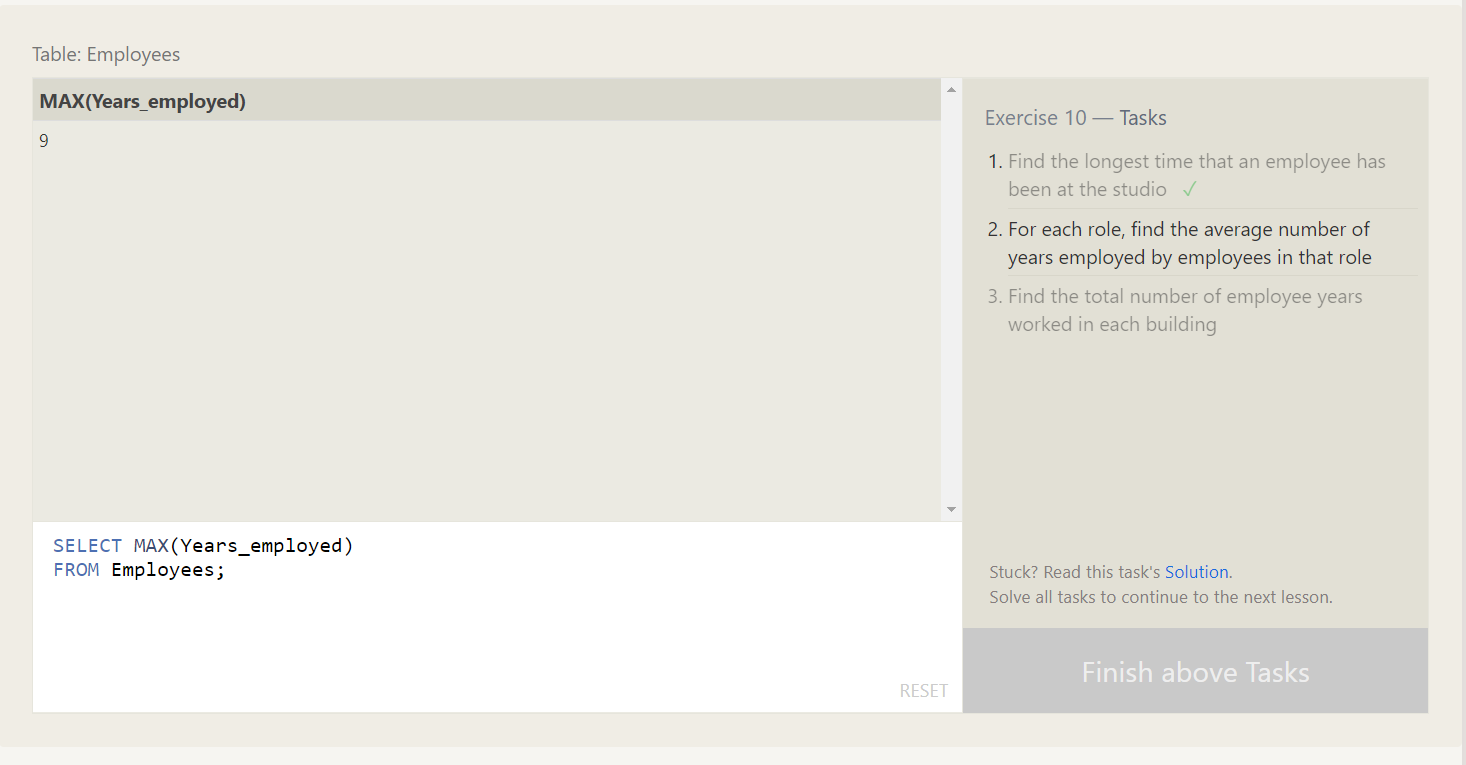 Table: Employees
MAX(Years_employed)
9
SELECT MAX(Years_employed)
FROM Employees;
RESET
Exercise 10 — Tasks
1. Find the longest time that an employee has
been at the studio ✓
2. For each role, find the average number of
years employed by employees in that role
3. Find the total number of employee years
worked in each building
Stuck? Read this task's Solution.
Solve all tasks to continue to the next lesson.
Finish above Tasks